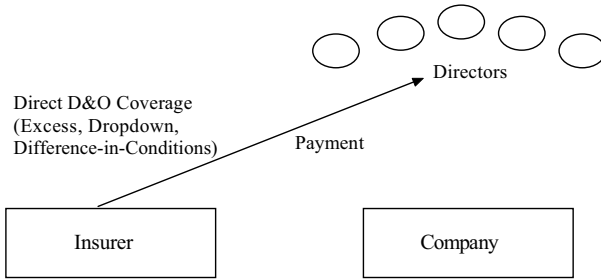 Directors
Direct D&O Coverage
(Excess, Dropdown,
Difference-in-Conditions)
Payment
Insurer
Company